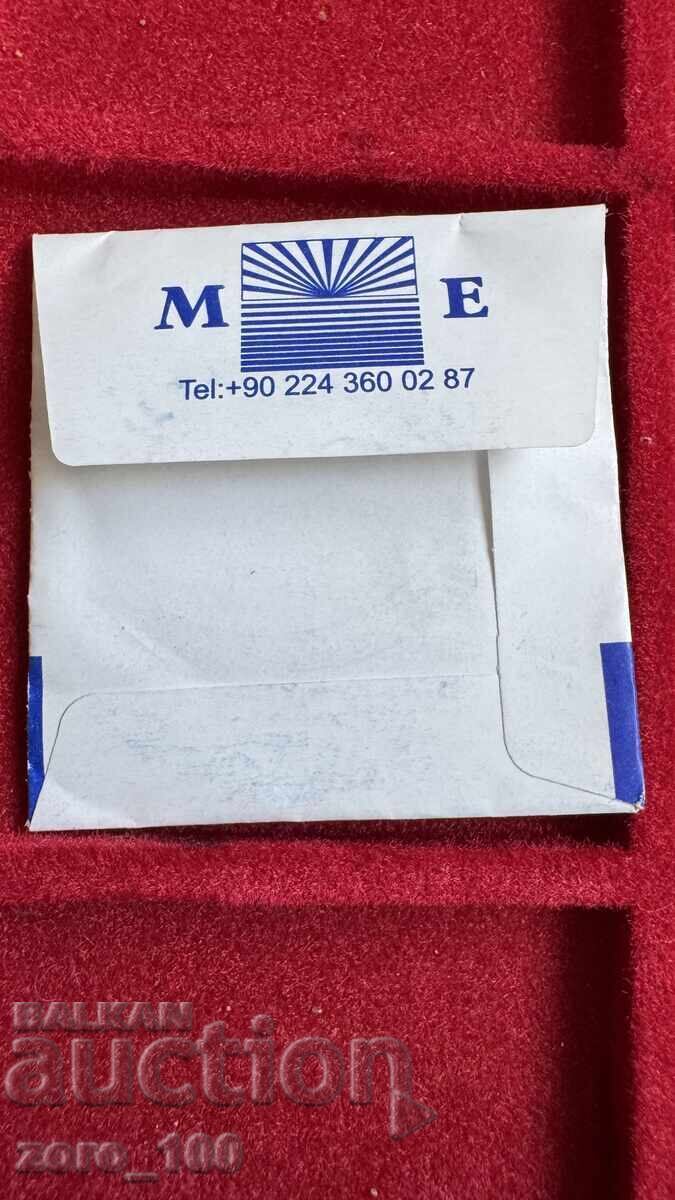 M E
Tel:+90 224 360 02 87
BALKAN
auction
zoro_100